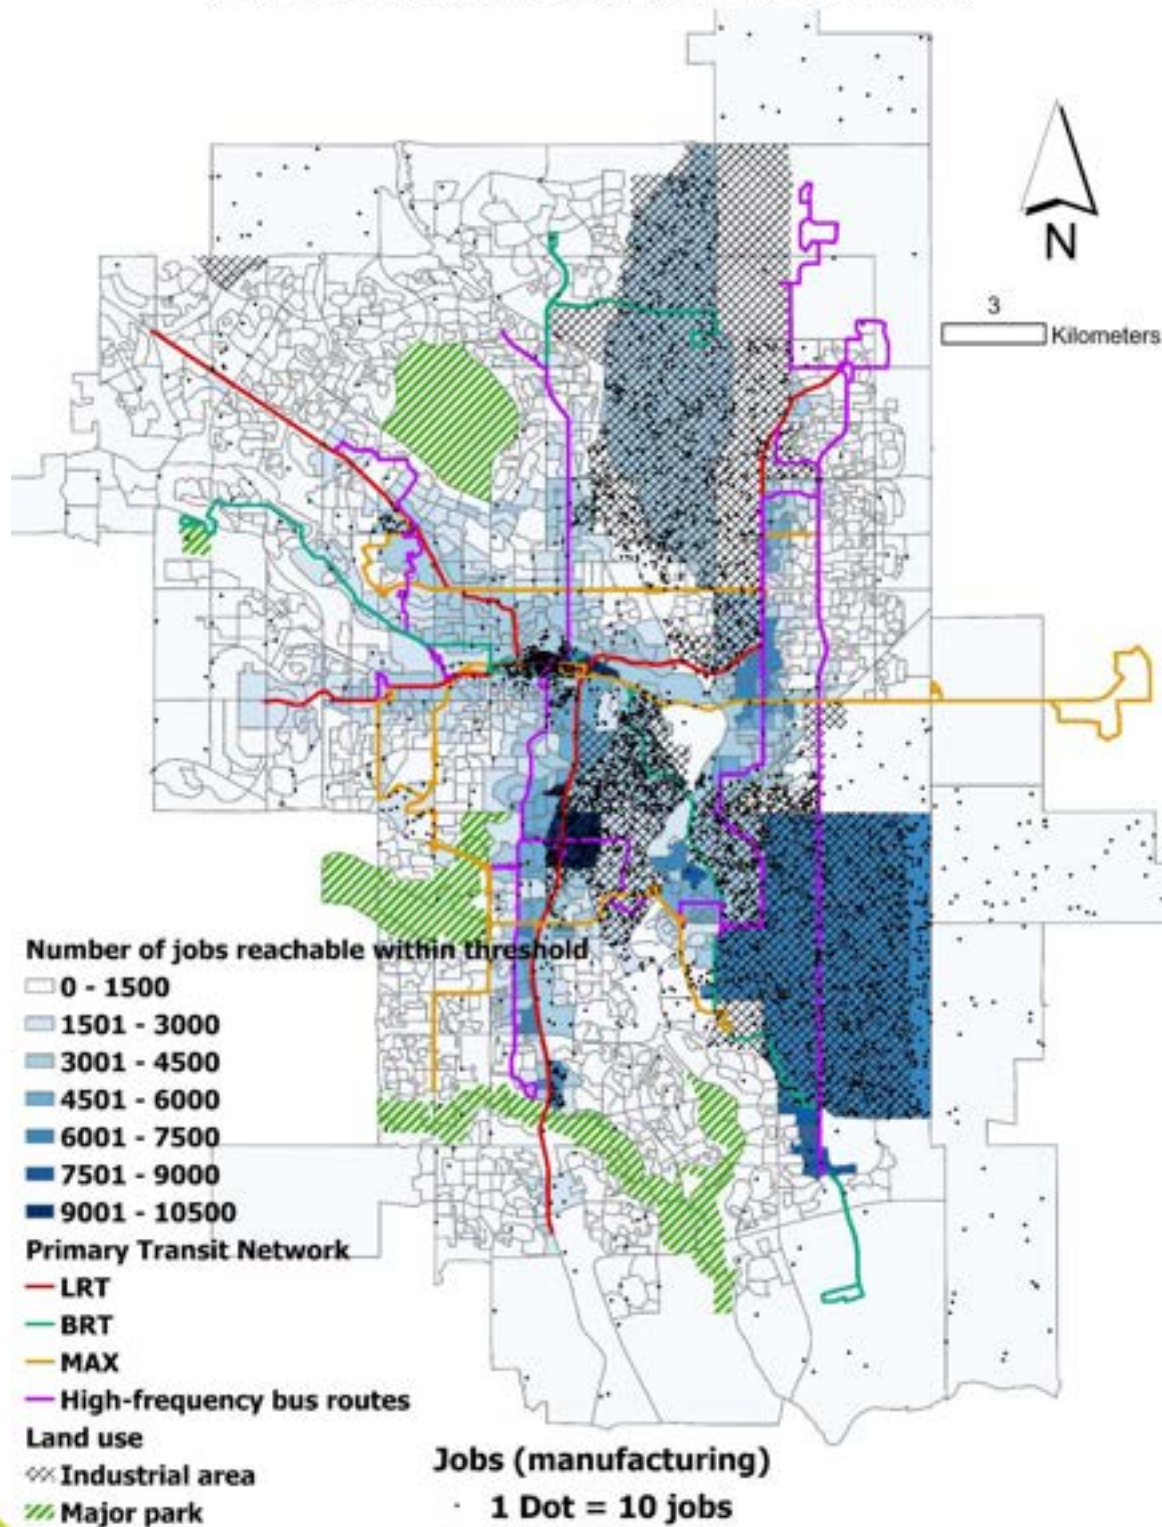 N
3
Kilometers
Number of jobs reachable within threshold
0 - 1500
1501 - 3000
3001 - 4500
4501 - 6000
6001 - 7500
7501 - 9000
9001 - 10500
Primary Transit Network
LRT
BRT
MAX
High-frequency bus routes
Land use
Industrial area
Major park
Jobs (manufacturing)
1 Dot = 10 jobs